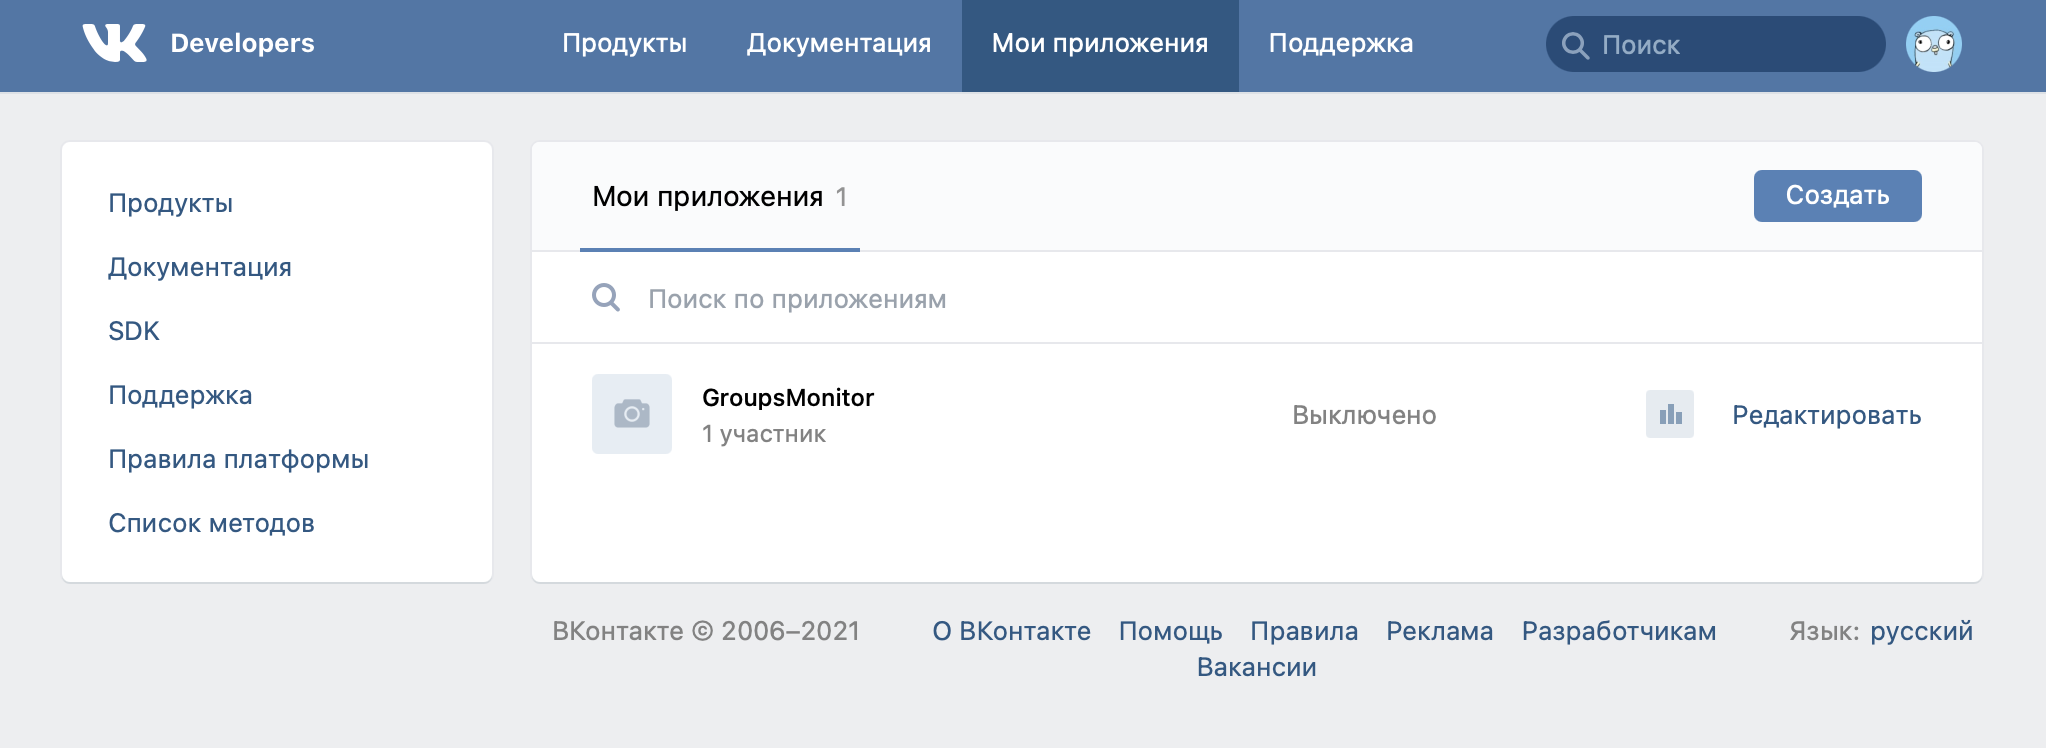 VK Developers
Продукты
Документация
Мои приложения
Поддержка
Поиск
Продукты
Документация
SDK
Поддержка
Правила платформы
Список методов
Мои приложения 1
Создать
Поиск по приложениям
GroupsMonitor
1 участник
Выключено
Редактировать
ВКонтакте © 2006–2021
О ВКонтакте Помощь Правила Реклама Разработчикам
Вакансии
Язык: русский